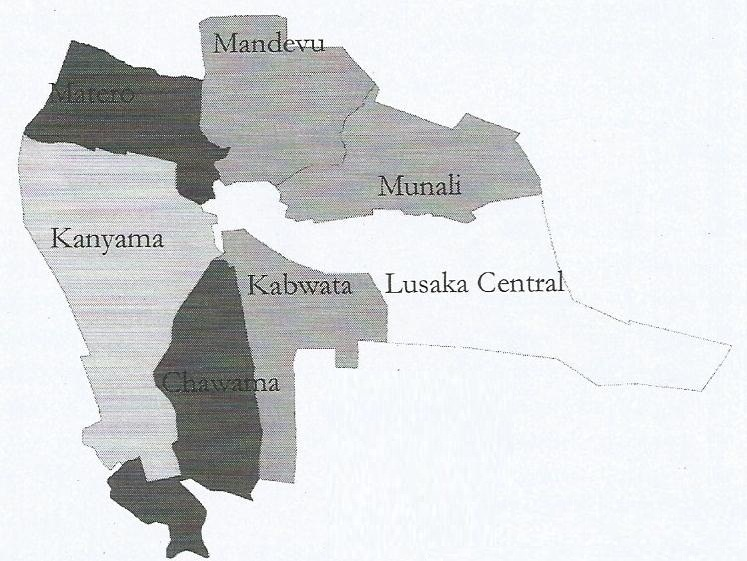 Mandevu
Matero
Munali
Kanyama
Kabwata
Lusaka Central
Chawama